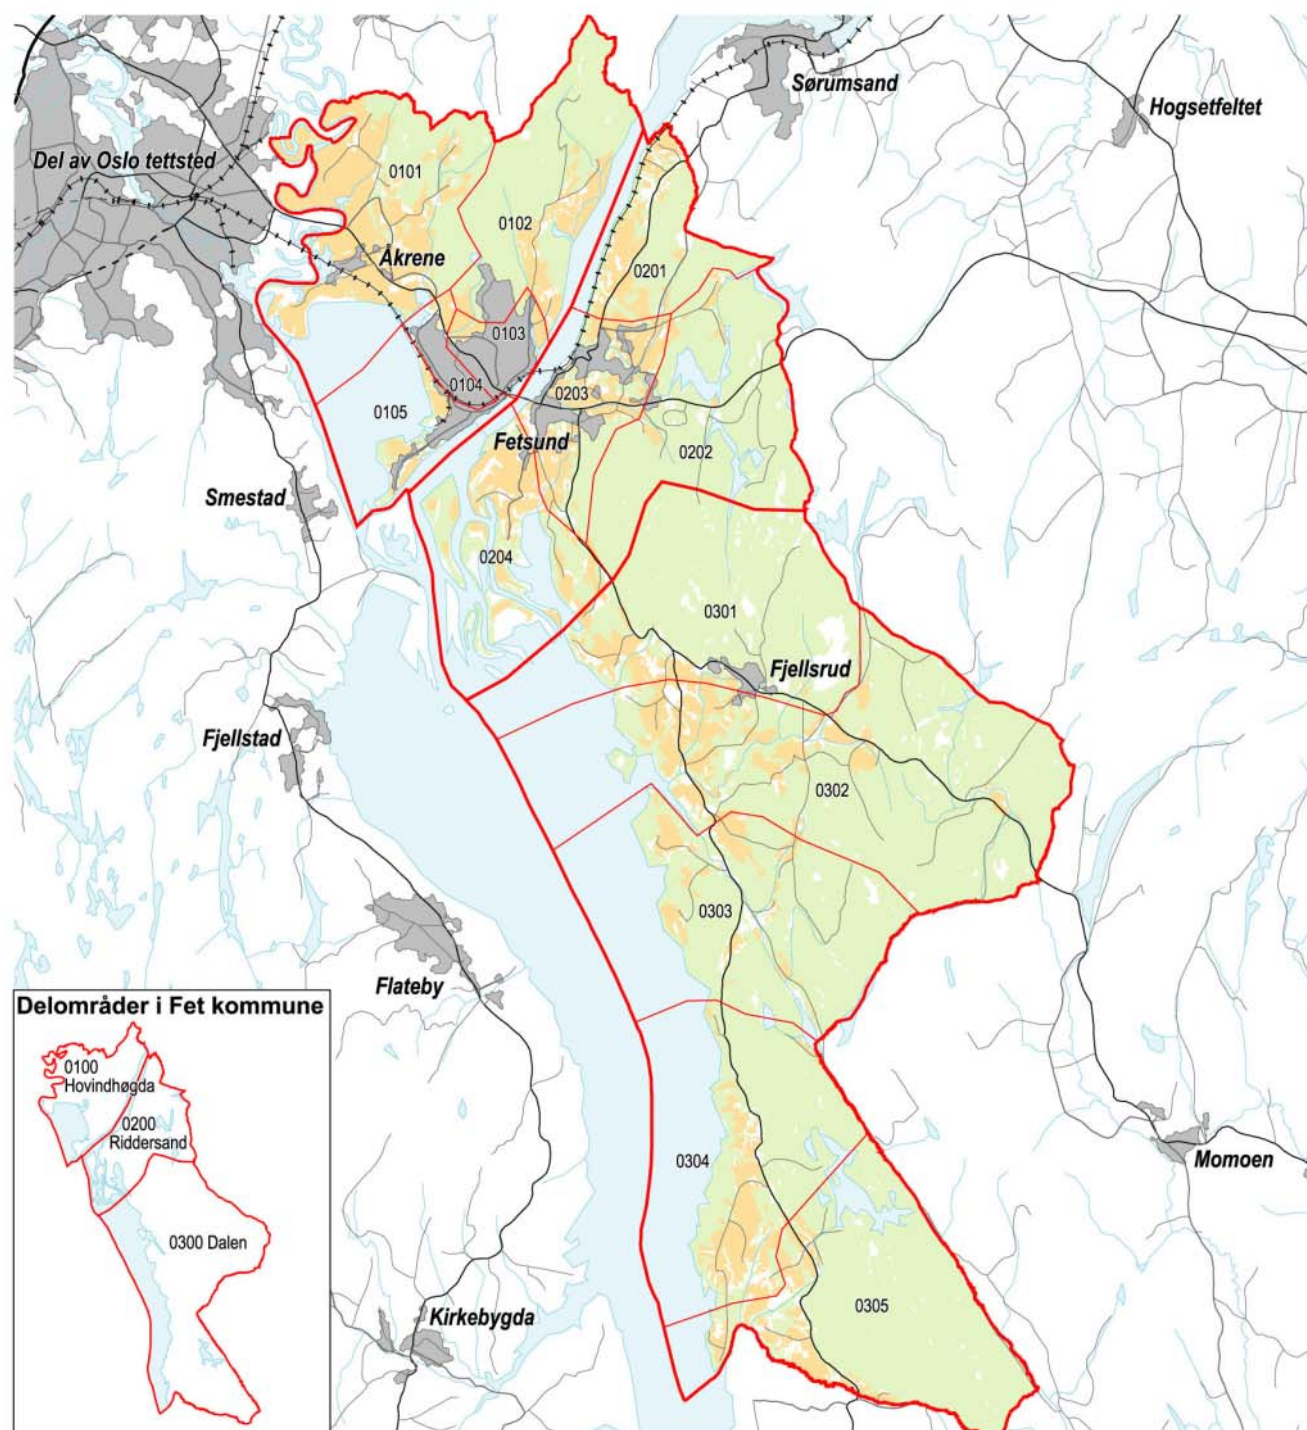 Sørumsand
Hogsetfeltet
Del av Oslo tettsted
0101
0102
Åkrene
0201
0103
0104
0203
0105
Fetsund
0202
Smestad
0204
0301
Fjellsrud
Fjellstad
0302
0303
Flateby
Delområder i Fet kommune
0100
Hovindhøgda
0200
Riddersand
0300 Dalen
0304
Momoen
0305
Kirkebygda